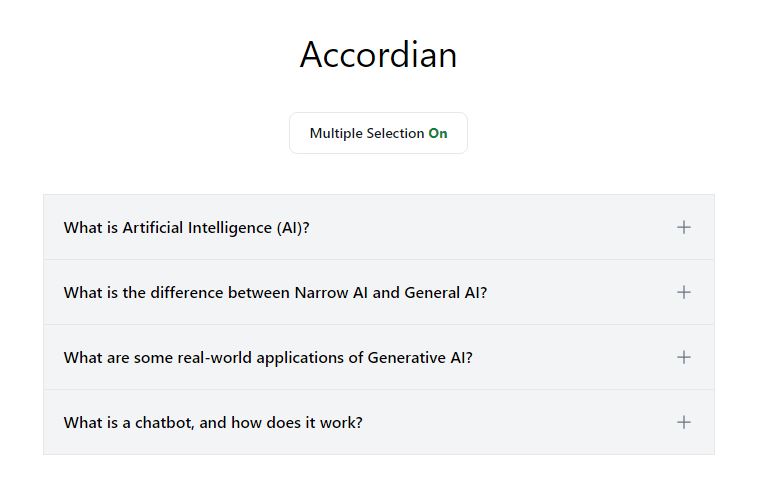 Accordian
Multiple Selection On
What is Artificial Intelligence (AI)?
What is the difference between Narrow AI and General AI?
What are some real-world applications of Generative AI?
What is a chatbot, and how does it work?